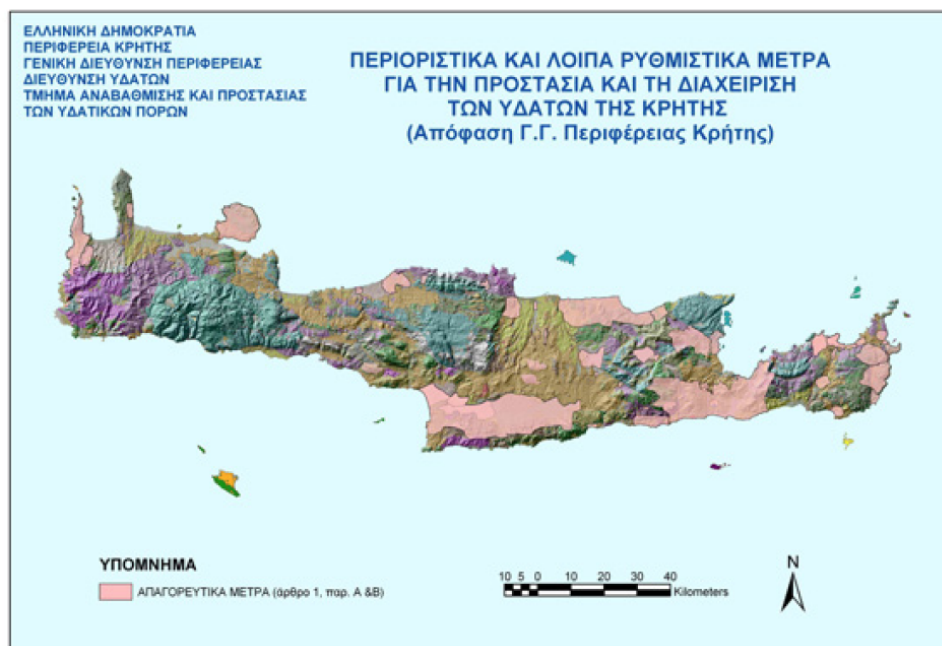 ΕΛΛΗΝΙΚΗ ΔΗΜΟΚΡΑΤΙΑ
ΠΕΡΙΦΕΡΕΙΑ ΚΡΗΤΗΣ
ΓΕΝΙΚΗ ΔΙΕΥΘΥΝΣΗ ΠΕΡΙΦΕΡΕΙΑΣ
ΔΙΕΥΘΥΝΣΗ ΥΔΑΤΩΝ
ΤΜΗΜΑ ΑΝΑΒΑΘΜΙΣΗΣ ΚΑΙ ΠΡΟΣΤΑΣΙΑΣ
ΤΩΝ ΥΔΑΤΙΚΩΝ ΠΟΡΩΝ
ΠΕΡΙΟΡΙΣΤΙΚΑ ΚΑΙ ΛΟΙΠΑ ΡΥΘΜΙΣΤΙΚΑ ΜΕΤΡΑ
ΓΙΑ ΤΗΝ ΠΡΟΣΤΑΣΙΑ ΚΑΙ ΤΗ ΔΙΑΧΕΙΡΙΣΗ
ΤΩΝ ΥΔΑΤΩΝ ΤΗΣ ΚΡΗΤΗΣ
(Απόφαση Γ.Γ. Περιφέρειας Κρήτης)
ΥΠΟΜΝΗΜΑ
ΑΠΑΓΟΡΕΥΤΙΚΑ ΜΕΤΡΑ (άρθρο 1, παρ. Α &Β)
10 5 0 10 20 30 40
Kilometers
N